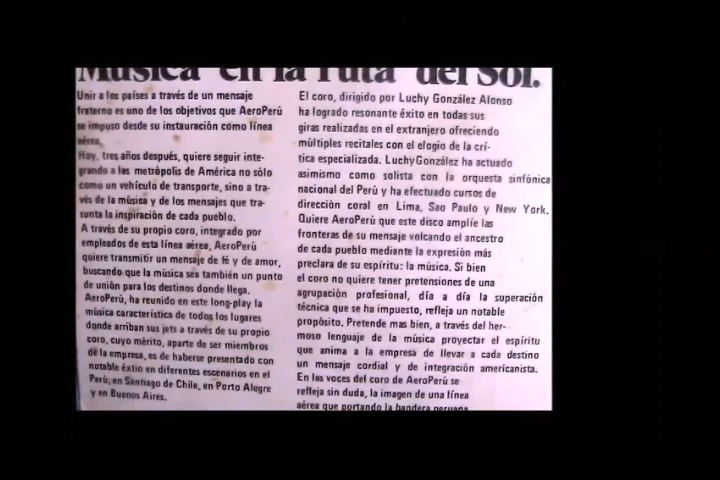 Música en la ruta del Sol.
Unir a los países a través de un mensaje
fraterno es uno de los objetivos que AeroPerú
se impuso desde su instauración como línea
aérea.
Hoy, tres años después, quiere seguir inte-
grando a las metrópolis de América no sólo
como un vehículo de transporte, sino a tra-
vés de la música y de los mensajes que tra-
sunta la inspiración de cada pueblo.
A través de su propio coro, integrado por
empleados de esta línea aérea, AeroPerú
quiere transmitir un mensaje de fé y de amor,
buscando que la música sea también un punto
de unión para los destinos donde llega.
AeroPerú, ha reunido en este long-play la
música característica de todos los lugares
donde arriban sus jets a través de su propio
coro, cuyo mérito, aparte de ser miembros
de la empresa, es de haberse presentado con
notable éxtio en diferentes escenarios en el
Perú, en Santiago de Chile, en Porto Alegre
y en Buenos Aires.
El coro, dirigido por Luchy González Alonso
ha logrado resonante éxito en todas sus
giras realizadas en el extranjero ofreciendo
múltiples recitales con el elogio de la crí-
tica especializada. Luchy González ha actuado
asimismo como solista con la orquesta sinfónica
nacional del Perú y ha efectuado cursos de
dirección coral en Lima, Sao Paulo y New York.
Quiere AeroPerú que este disco amplíe las
fronteras de su mensaje volcando el ancestro
de cada pueblo mediante la expresión más
preclara de su espíritu: la música. Si bien
el coro no quiere tener pretensiones de una
agrupación profesional, día a día la superación
técnica que se ha impuesto, refleja un notable
propósito. Pretende mas bien, a través del her-
moso lenguaje de la música proyectar el espíritu
que anima a la empresa de llevar a cada destino
un mensaje cordial y de integración americanista.
En las voces del coro de AeroPerú se
refleja sin duda, la imagen de una línea
aérea que portando la bandera peruana